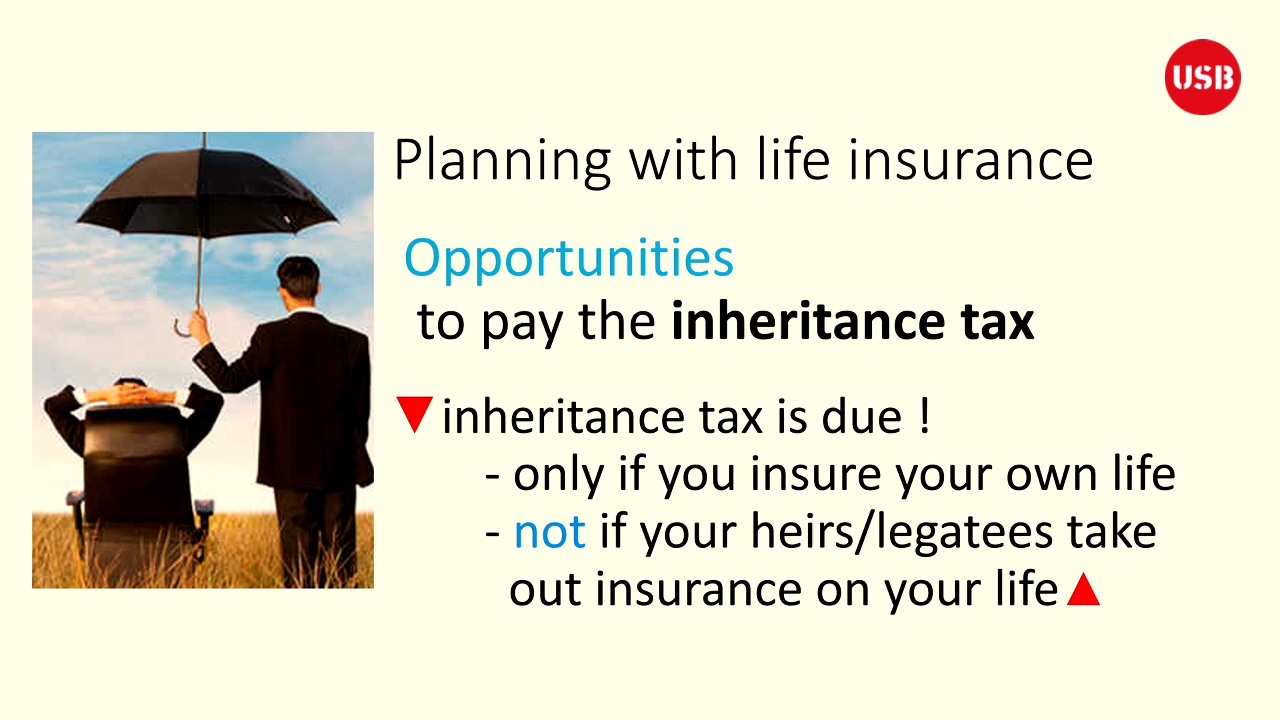 USB
Planning with life insurance
Opportunities
to pay the inheritance tax
▼inheritance tax is due !
- only if you insure your own life
- not if your heirs/legatees take
out insurance on your life▲